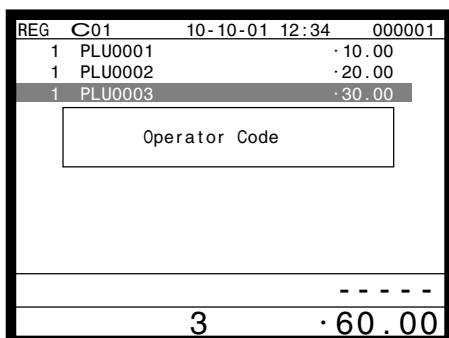 REG C01 10-10-01 12:34 000001
1 PLU0001 ·10.00
1 PLU0002 ·20.00
1 PLU0003 ·30.00
Operator Code
- - - - -
3 ·60.00